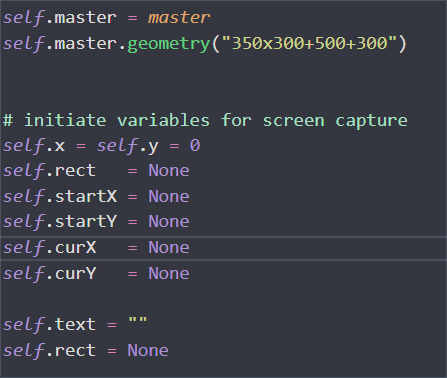 self.master = master
self.master.geometry("350x300+500+300")
# initiate variables for screen capture
self.x = self.y = 0
self.rect   = None
self.startX = None
self.startY = None
self.curX   = None
self.curY   = None
self.text = ""
self.rect = None